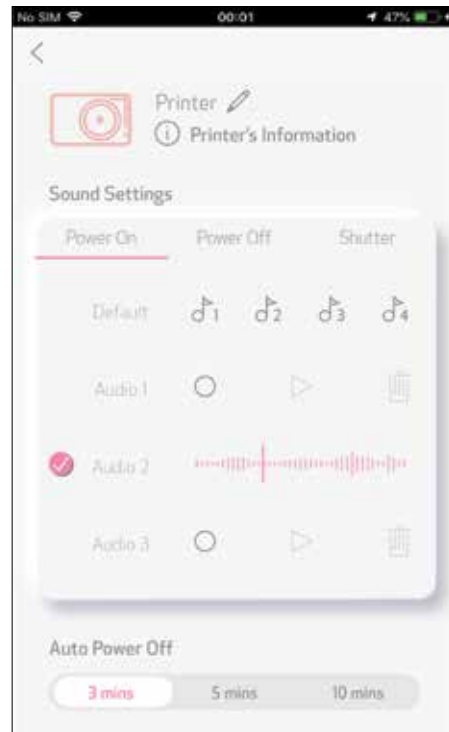 No SIM 00:01 47%
Printer
Printer's Information
Sound Settings
Power On Power Off Shutter
Default 1 2 3 4
Audio 1
Audio 2
Audio 3
Auto Power Off
3 mins 5 mins 10 mins